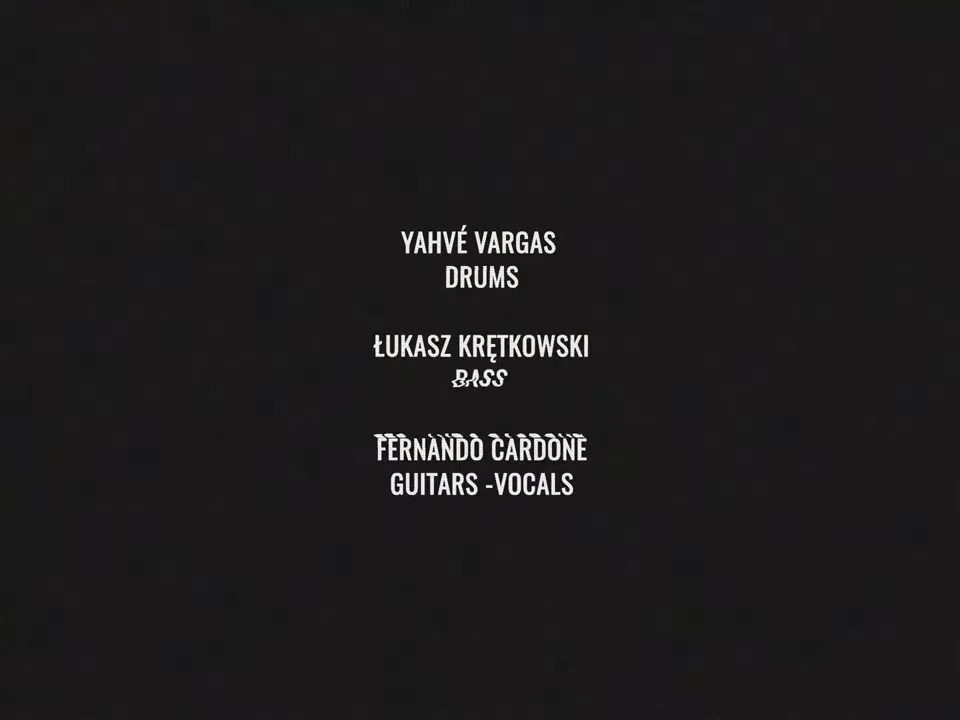 YAHVÉ VARGAS
DRUMS
ŁUKASZ KRĘTKOWSKI
BASS
FERNANDO CARDONE
GUITARS -VOCALS